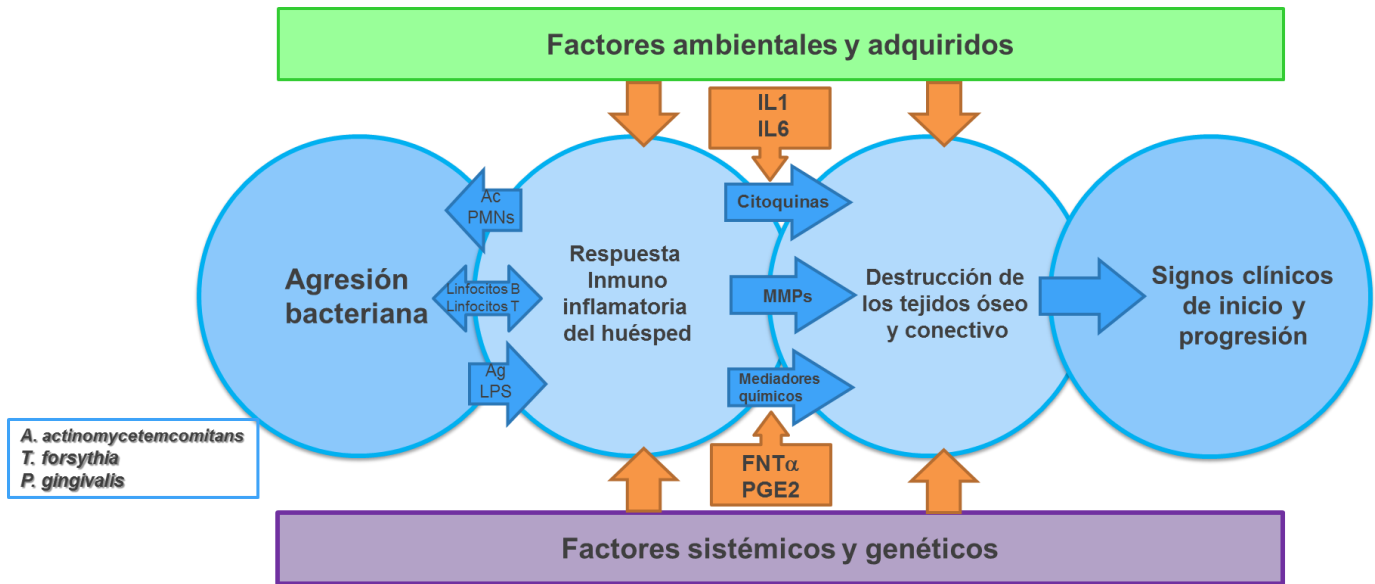 Factores ambientales y adquiridos
IL1
IL6
Ac
PMNs
Citoquinas
Agresión
bacteriana
Linfocitos B
Linfocitos T
Respuesta
Inmuno
inflamatoria
del huésped
MMPs
Destrucción de
los tejidos óseo
y conectivo
Signos clínicos
de inicio y
progresión
Ag
LPS
Mediadores
químicos
A. actinomycetemcomitans
T. forsythia
P. gingivalis
FNTα
PGE2
Factores sistémicos y genéticos